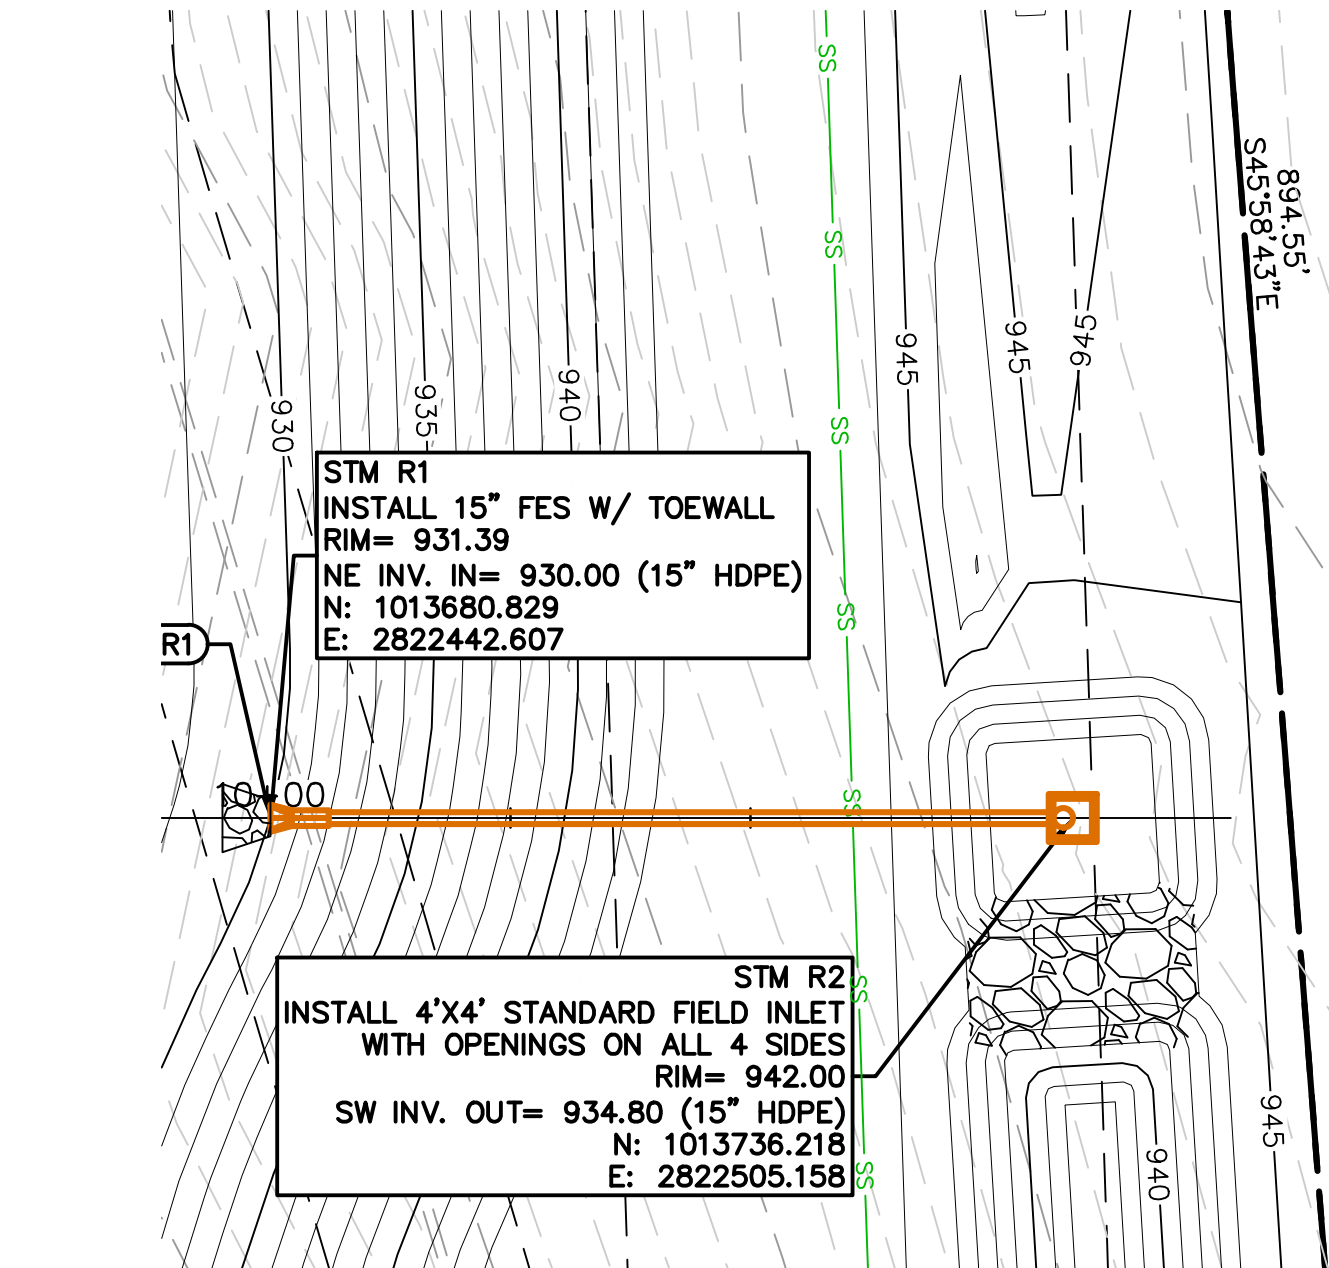 SS
894.55'
S45°58'43"E
SS
945
945
946
930
935
940
SS
STM R1
INSTALL 15" FES W/ TOEWALL
RIM= 931.39
NE INV. IN= 930.00 (15" HDPE)
N: 1013680.829
E: 2822442.607
SS
R1
SS
STM R2
INSTALL 4'X4' STANDARD FIELD INLET
WITH OPENINGS ON ALL 4 SIDES
RIM= 942.00
SW INV. OUT= 934.80 (15" HDPE)
N: 1013736.218
E: 2822505.158
SS
SS
945
940